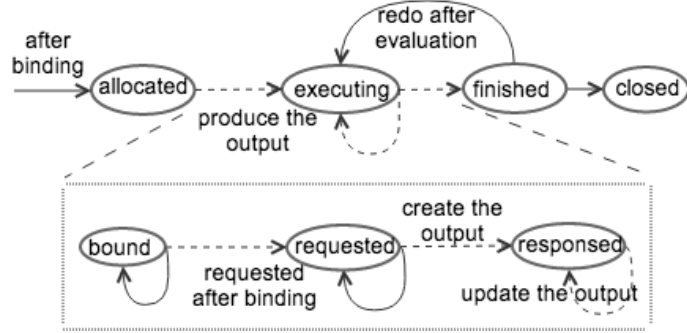 redo after
evaluation
after
binding
allocated
executing
finished
closed
produce the
output
create the
output
bound
requested
responsed
requested
after binding
update the output